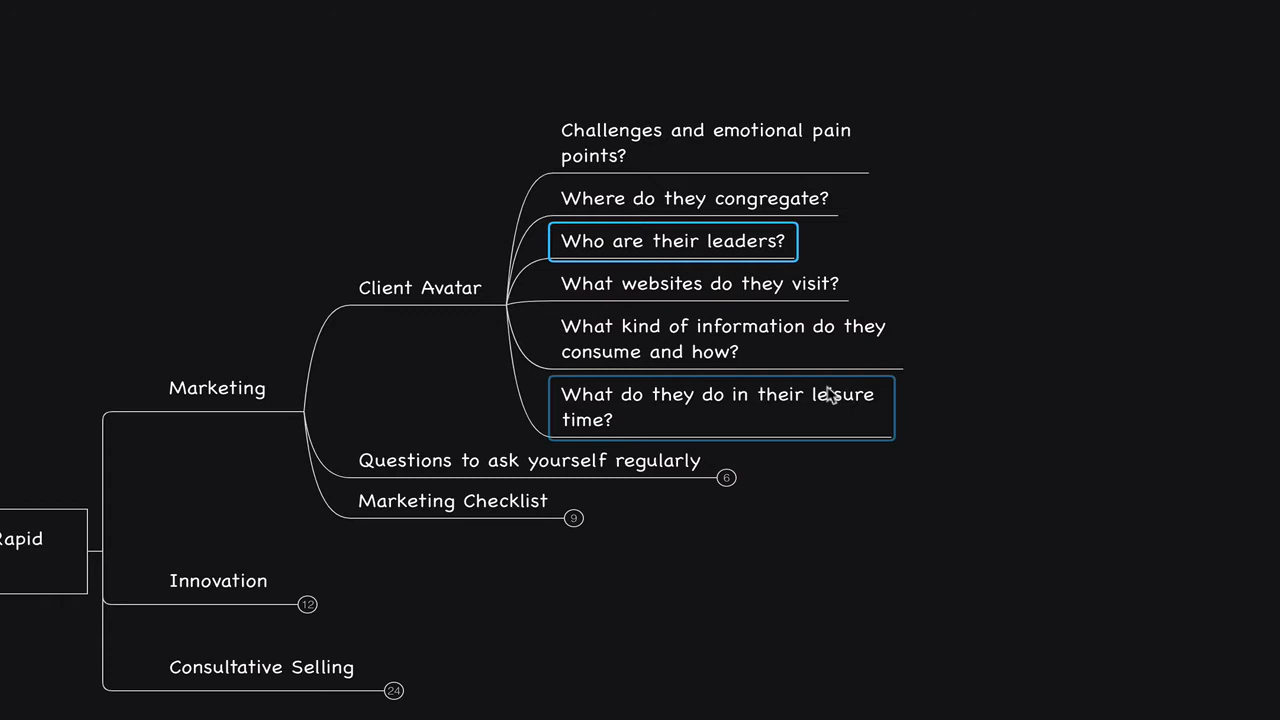 Challenges and emotional pain
points?
Where do they congregate?
Who are their leaders?
What websites do they visit?
Client Avatar
What kind of information do they
consume and how?
What do they do in their leisure
time?
Marketing
Questions to ask yourself regularly
6
Marketing Checklist
9
Rapid
Innovation
12
Consultative Selling
24